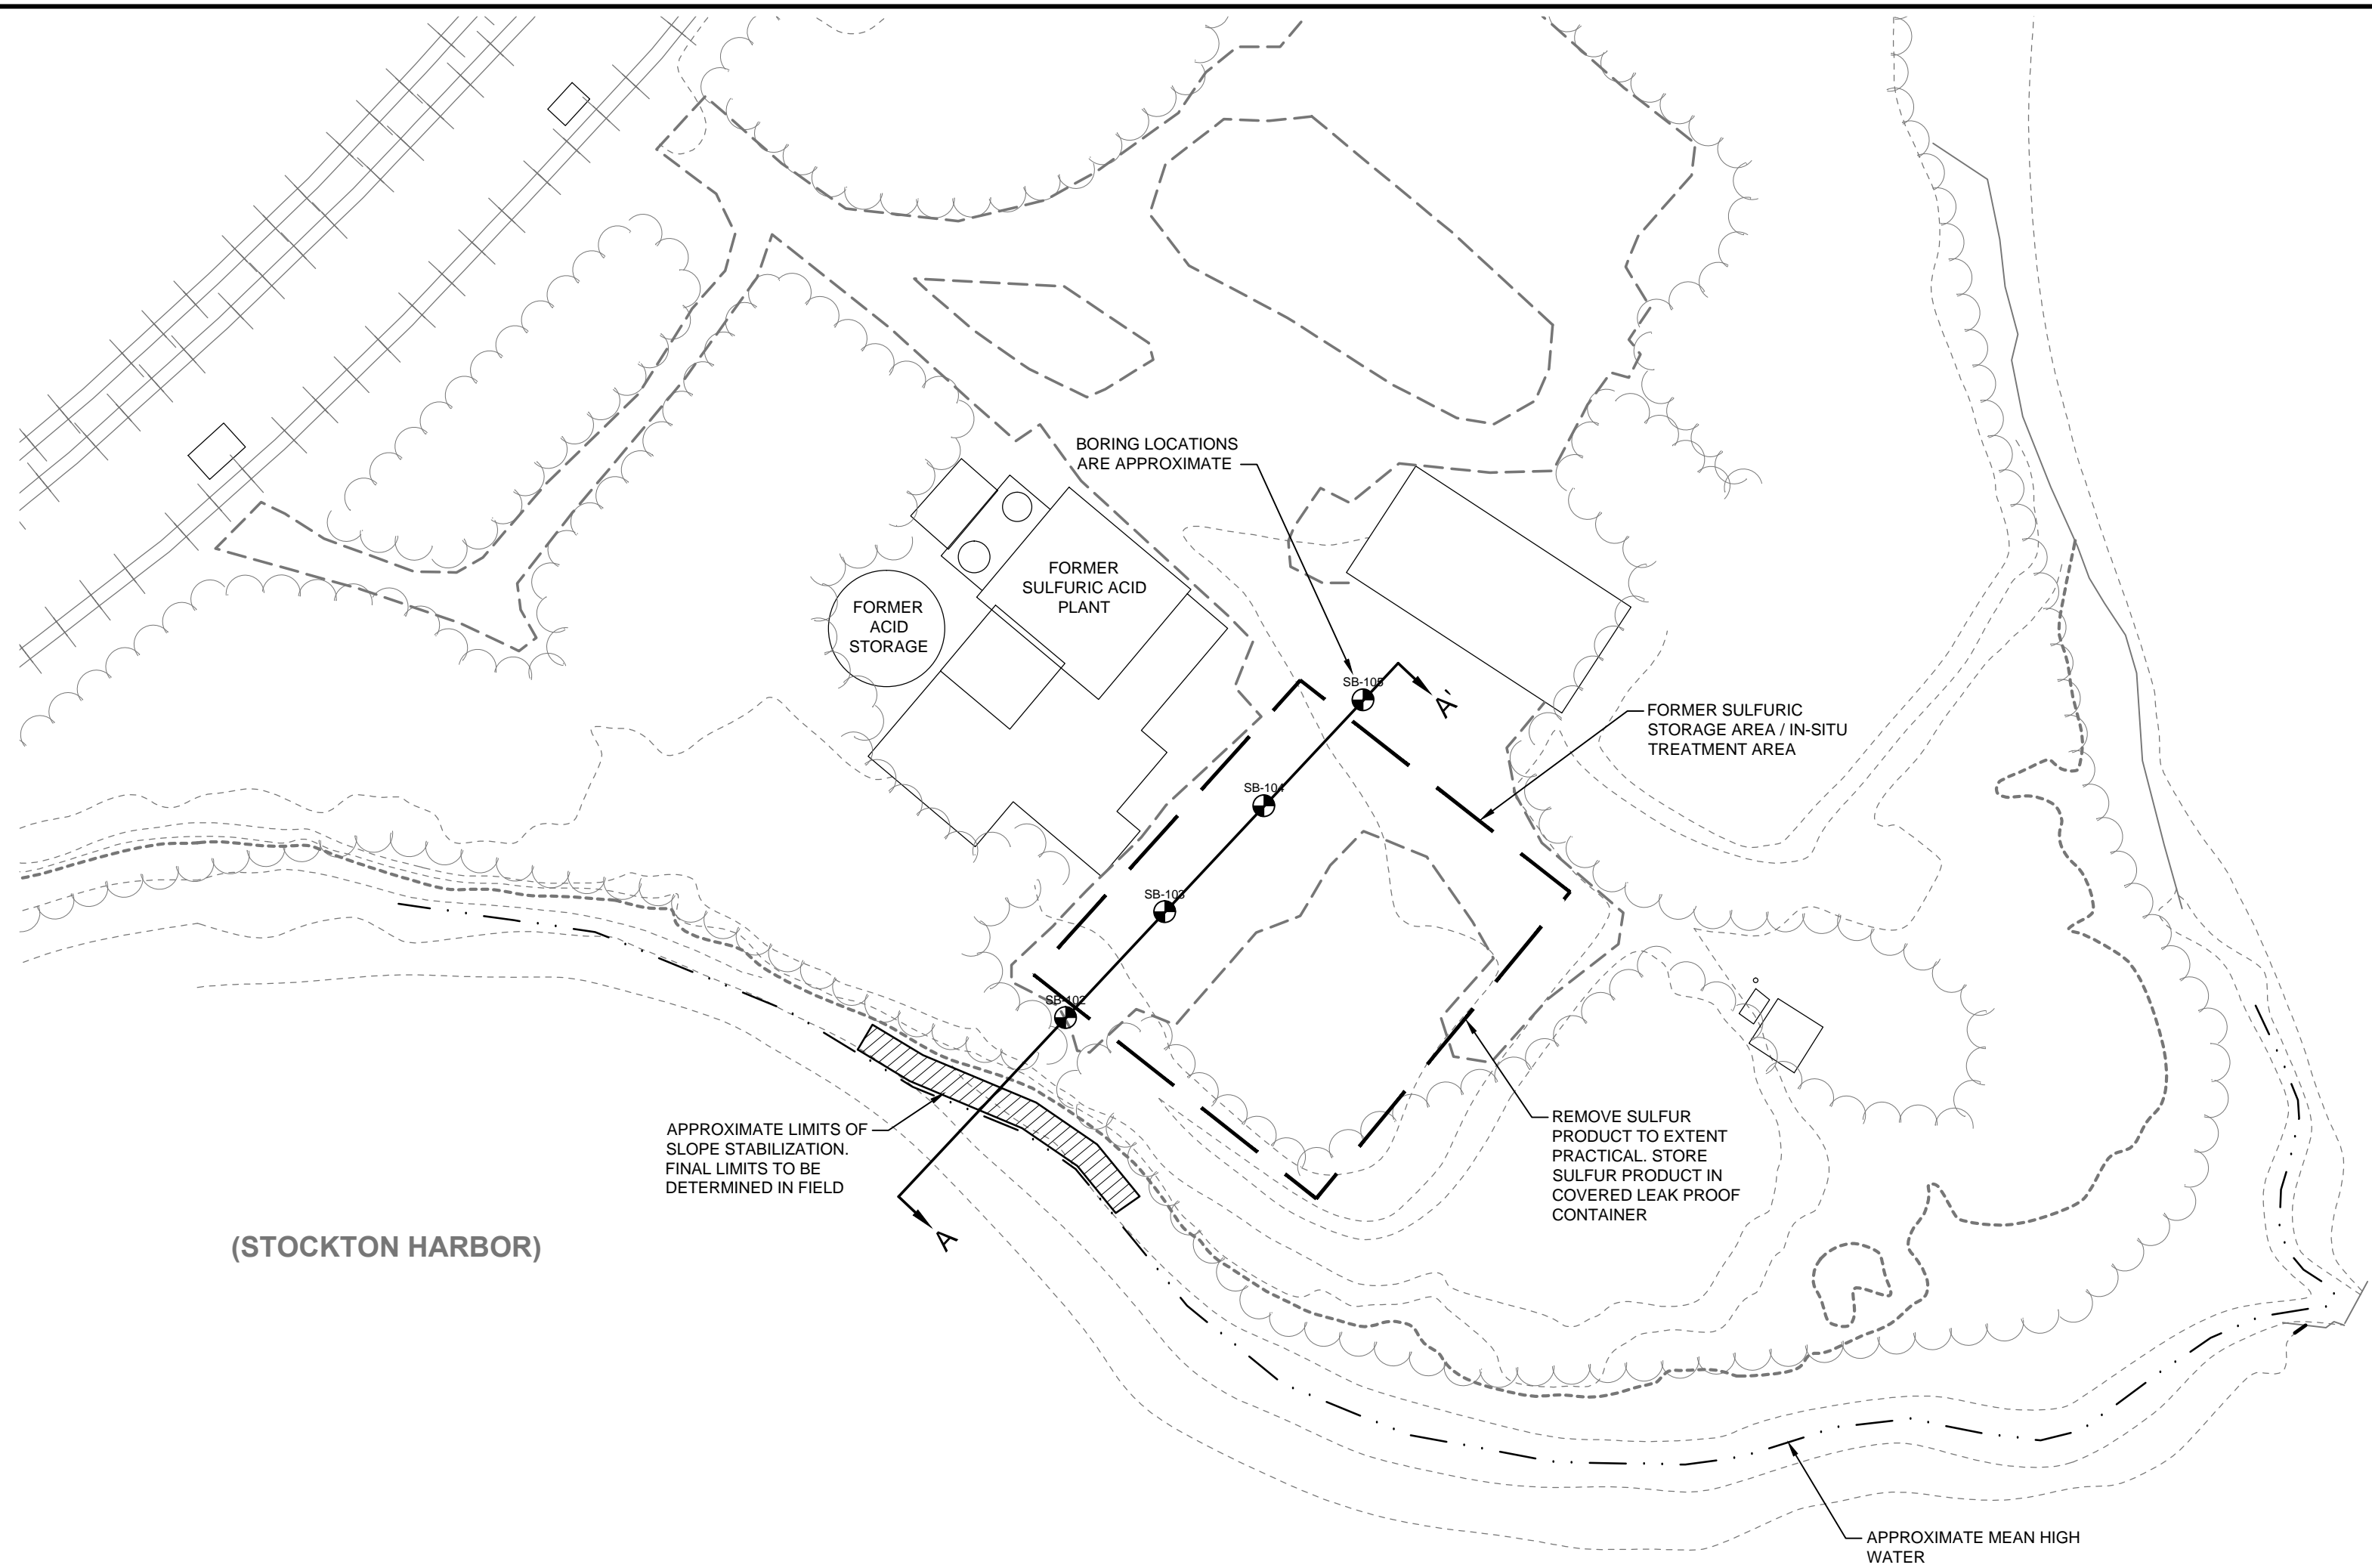 BORING LOCATIONS
ARE APPROXIMATE
FORMER
SULFURIC ACID
PLANT
FORMER
ACID
STORAGE
SB-105
A'
FORMER SULFURIC
STORAGE AREA / IN-SITU
TREATMENT AREA
SB-104
SB-103
SB-102
APPROXIMATE LIMITS OF
SLOPE STABILIZATION.
FINAL LIMITS TO BE
DETERMINED IN FIELD
REMOVE SULFUR
PRODUCT TO EXTENT
PRACTICAL. STORE
SULFUR PRODUCT IN
COVERED LEAK PROOF
CONTAINER
A
(STOCKTON HARBOR)
APPROXIMATE MEAN HIGH
WATER